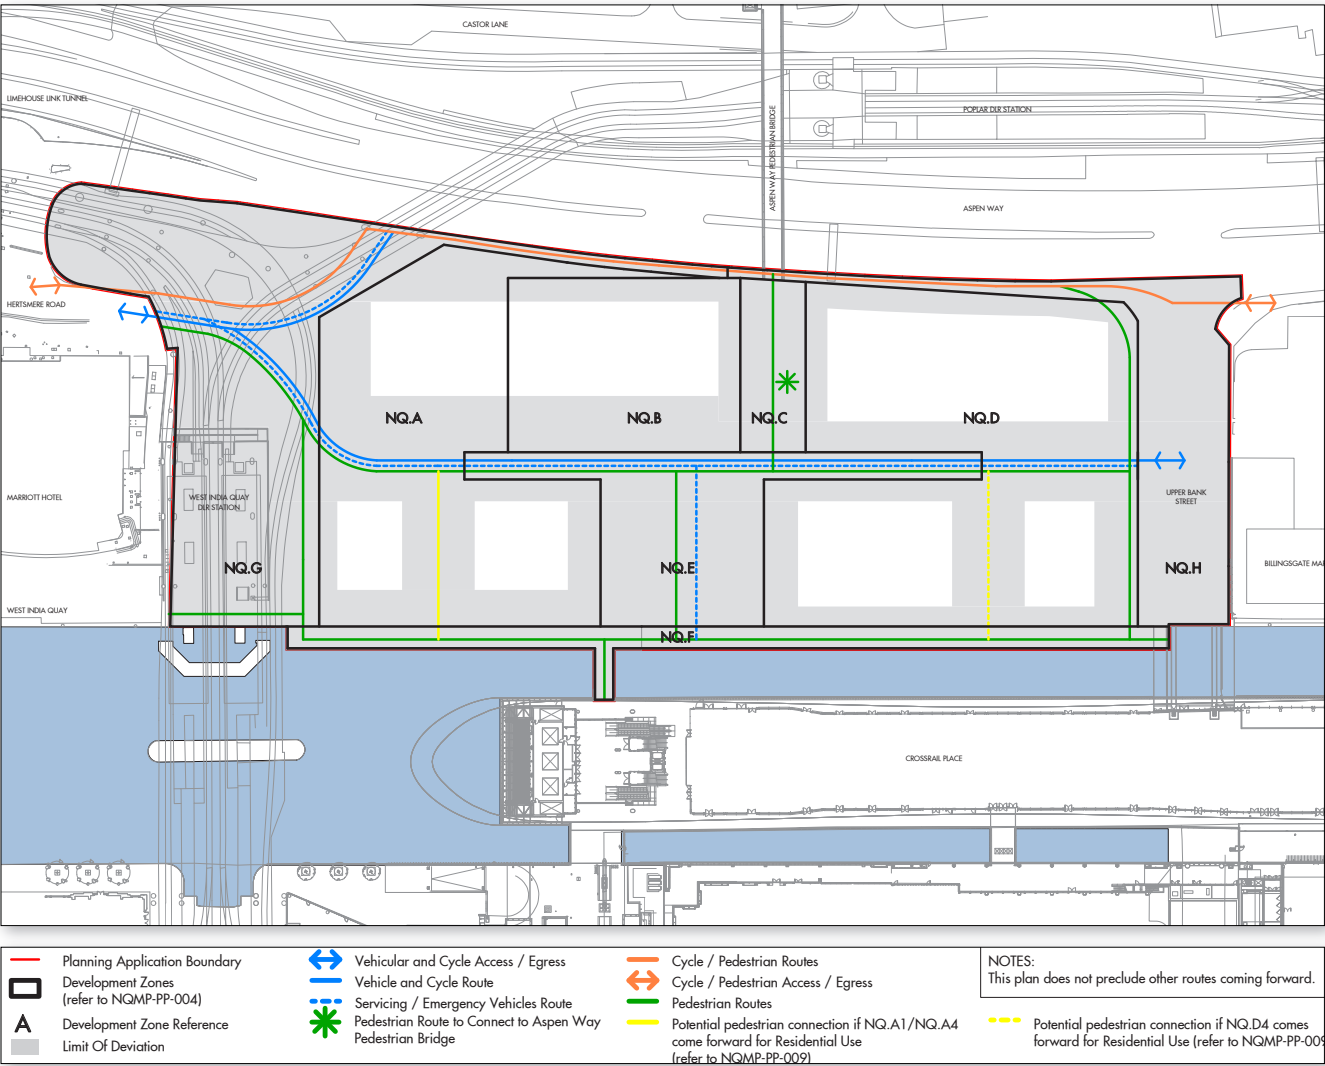 CASTOR LANE
LIMEHOUSE LINK TUNNEL
POPLAR DLR STATION
ASPEN WAY PEDESTRIAN BRIDGE
ASPEN WAY
HERTSMERE ROAD
NQ.A
NQ.B
NQ.C
NQ.D
MARRIOTT HOTEL
WEST INDIA QUAY
DLR STATION
UPPER BANK
STREET
NQ.G
NQ.E
NQ.H
BILLINGSGATE MA
WEST INDIA QUAY
NQ.F
CROSSRAIL PLACE
Planning Application Boundary
Development Zones
(refer to NQMP-PP-004)
A
Development Zone Reference
Limit Of Deviation
Vehicular and Cycle Access / Egress
Vehicle and Cycle Route
Servicing / Emergency Vehicles Route
Pedestrian Route to Connect to Aspen Way
Pedestrian Bridge
Cycle / Pedestrian Routes
Cycle / Pedestrian Access / Egress
Pedestrian Routes
Potential pedestrian connection if NQ.A1/NQ.A4
come forward for Residential Use
(refer to NQMP-PP-009)
NOTES:
This plan does not preclude other routes coming forward.
Potential pedestrian connection if NQ.D4 comes
forward for Residential Use (refer to NQMP-PP-009